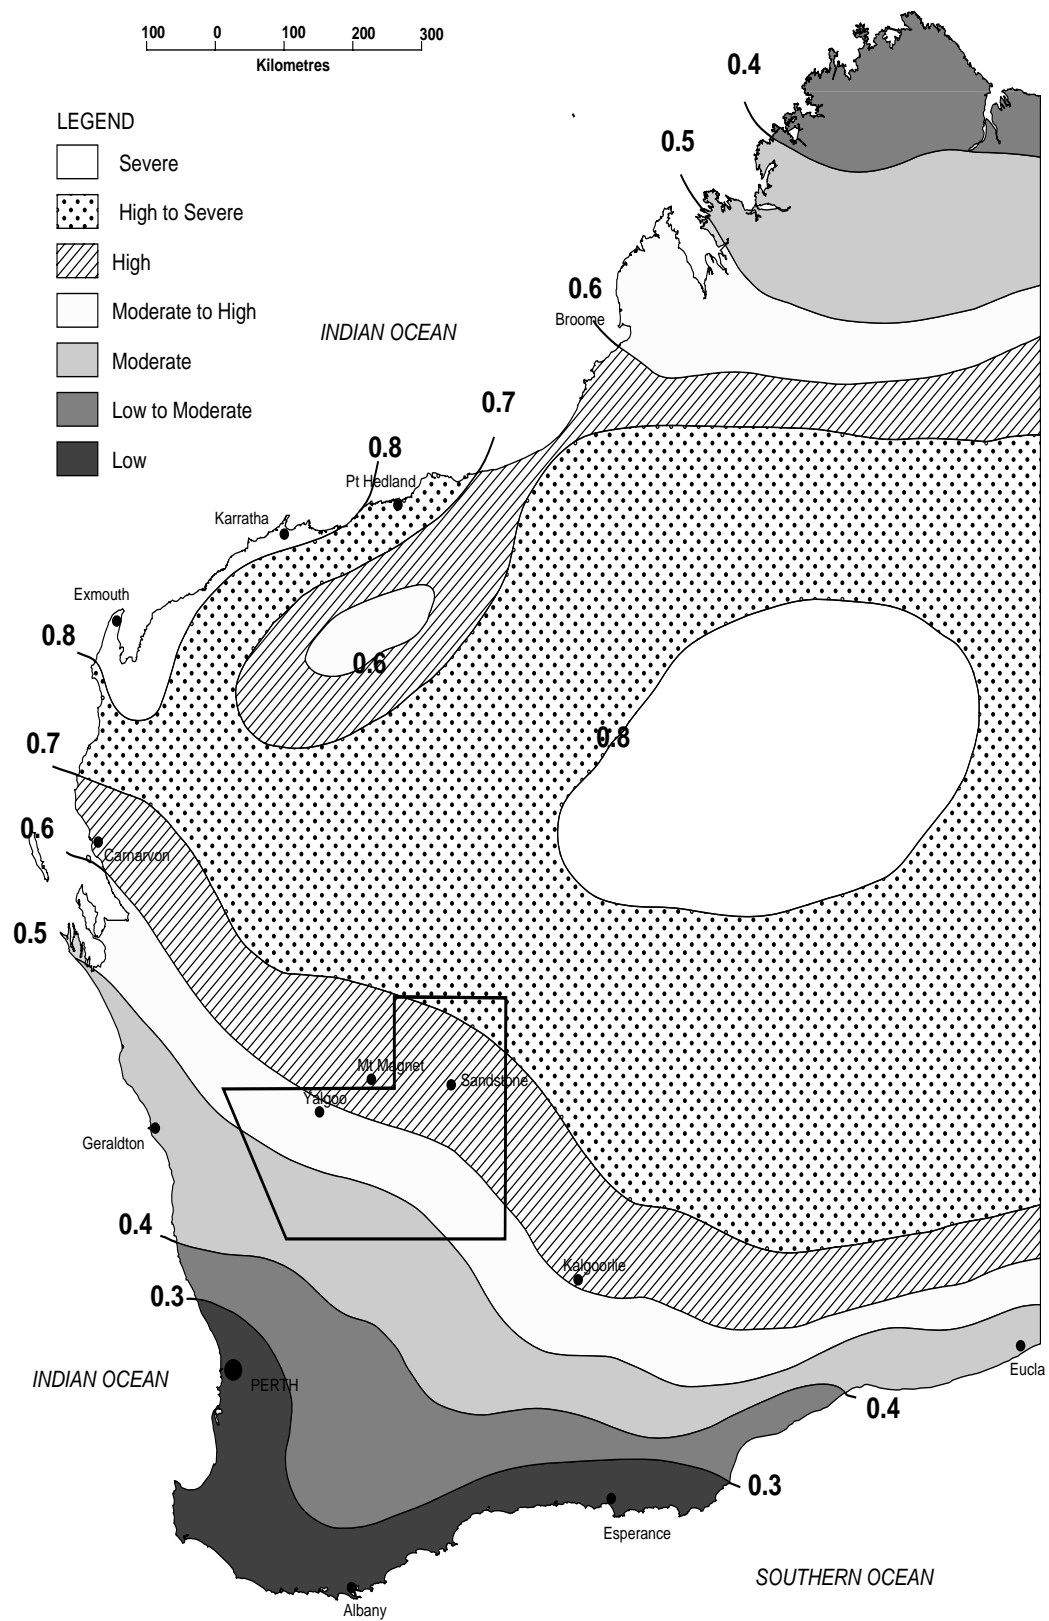 100 0 100 200 300
Kilometres
LEGEND
Severe
High to Severe
High
Moderate to High
Moderate
Low to Moderate
Low
0.4
0.5
0.6
Broome
INDIAN OCEAN
0.7
0.8
Pt Hedland
Karratha
Exmouth
0.8
0.6
0.8
0.7
0.6
Carnarvon
0.5
Mt Magnet
Sandstone
Yalgoo
Geraldton
0.4
Kalgoorlie
0.3
INDIAN OCEAN
PERTH
Eucla
0.4
0.3
Esperance
SOUTHERN OCEAN
Albany